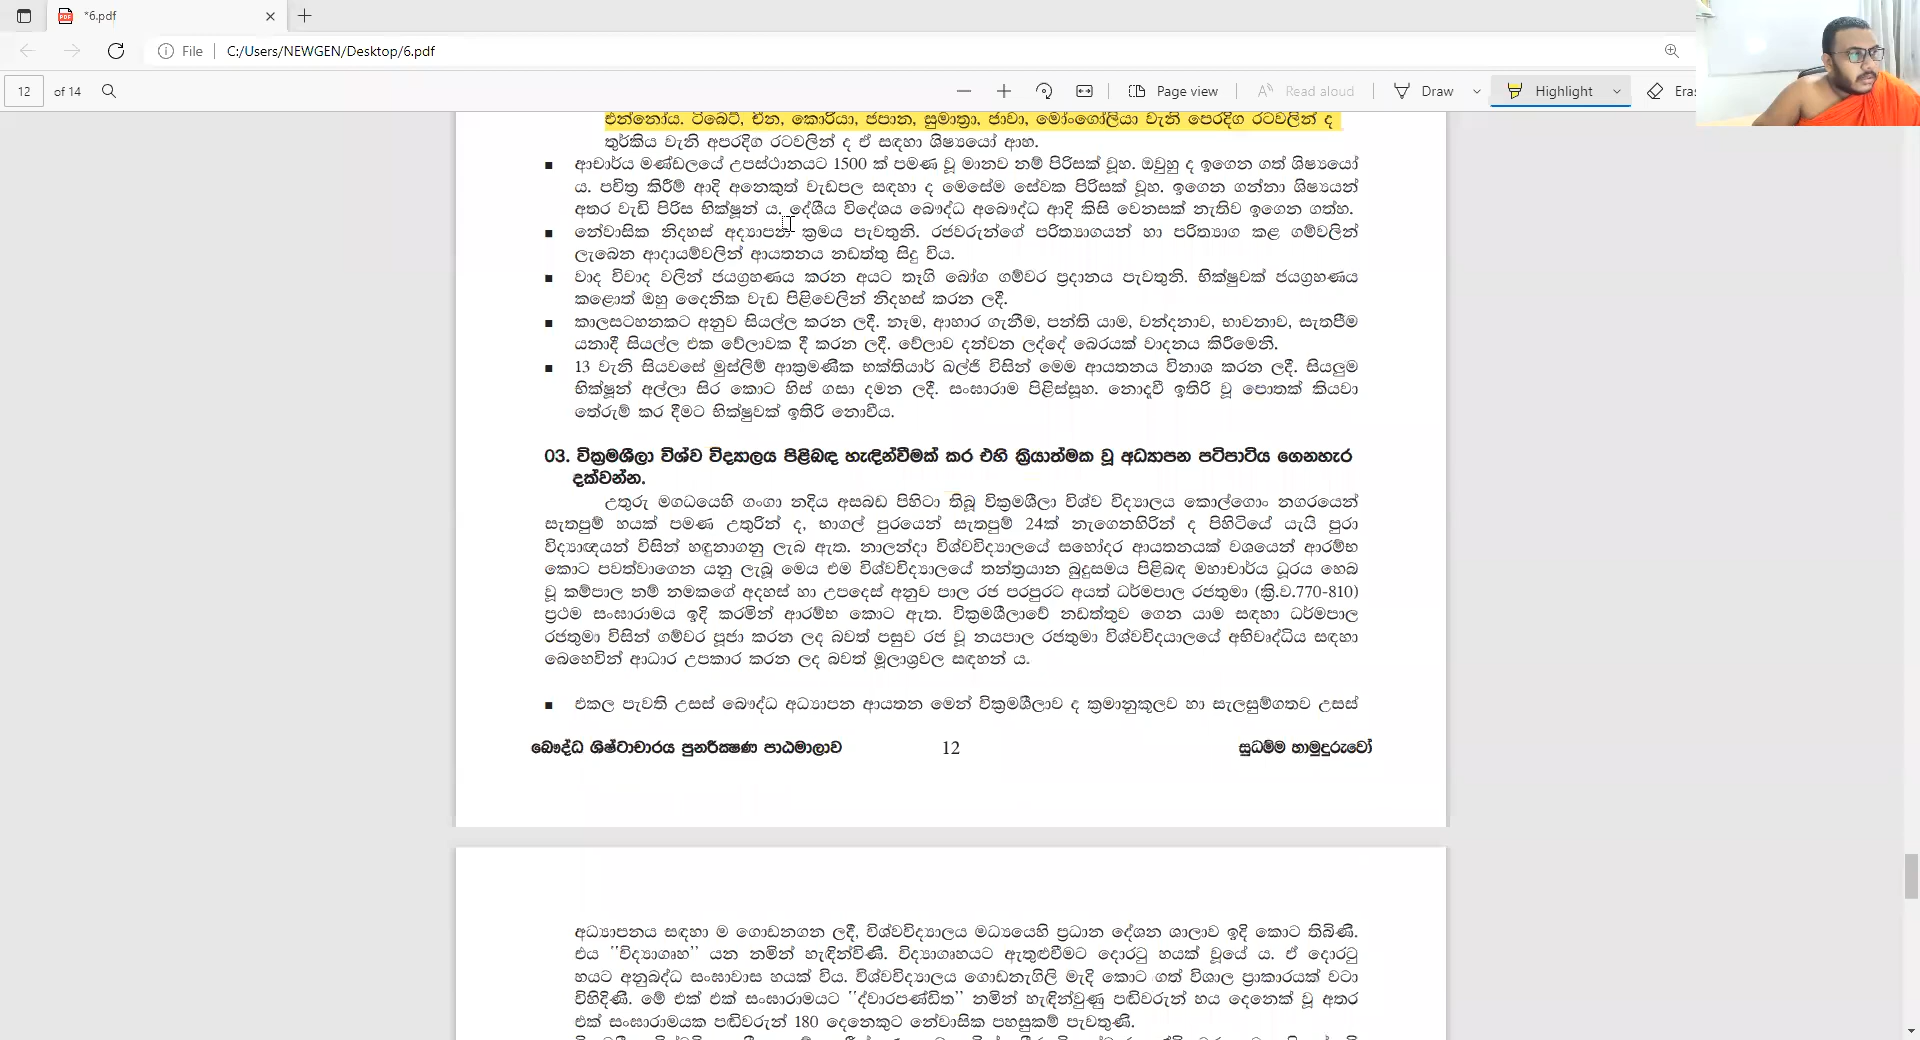 *6.pdf
File
C:/Users/NEWGEN/Desktop/6.pdf
12 of 14
Page view
Read aloud
Draw
Highlight
Eras
එන්නෝය. ටිබෙට්, චීන, කොරියා, ජපාන, සුමාත්‍රා, ජාවා, මෝංගෝලියා වැනි පෙරදිග රටවලින් ද
තුර්කිය වැනි අපරදිග රටවලින් ද ඒ සඳහා ශිෂ්‍යයෝ ආහ.
■ ආචාර්ය මණ්ඩලයේ උපස්ථානයට 1500 ක් පමණ වූ මානව නම් පිරිසක් වූහ. ඔවුහු ද ඉගෙන ගත් ශිෂ්‍යයෝ
ය. පවිත්‍ර කිරීම් ආදි අනෙකුත් වැඩපල සඳහා ද මෙසේම සේවක පිරිසක් වූහ. ඉගෙන ගන්නා ශිෂ්‍යයන්
අතර වැඩි පිරිස භික්ෂූන් ය. දේශීය විදේශය බෞද්ධ අබෞද්ධ ආදි කිසි වෙනසක් නැතිව ඉගෙන ගත්හ.
■ නේවාසික නිදහස් අද්‍යාපන ක්‍රමය පැවතුනි. රජවරුන්ගේ පරිත්‍යාගයන් හා පරිත්‍යාග කළ ගම්වලින්
ලැබෙන ආදායම්වලින් ආයතනය නඩත්තු සිදු විය.
■ වාද විවාද වලින් ජයග්‍රහණය කරන අයට තෑගි බෝග ගම්වර ප්‍රදානය පැවතුනි. භික්ෂුවක් ජයග්‍රහණය
කළොත් ඔහු දෛනික වැඩ පිළිවෙලින් නිදහස් කරන ලදී.
■ කාලසටහනකට අනුව සියල්ල කරන ලදී. නෑම, ආහාර ගැනීම, පන්ති යාම, වන්දනාව, භාවනාව, සැතපීම
යනාදී සියල්ල එක වේලාවක දී කරන ලදී. වේලාව දන්වන ලද්දේ බෙරයක් වාදනය කිරීමෙනි.
■ 13 වැනි සියවසේ මුස්ලිම් ආක්‍රමණික භක්තියාර් ඛල්ජි විසින් මෙම ආයතනය විනාශ කරන ලදී. සියලුම
භික්ෂූන් අල්ලා සිර කොට හිස් ගසා දමන ලදී. සංඝාරාම පිළිස්සූහ. නොදැවී ඉතිරි වූ පොතක් කියවා
තේරුම් කර දීමට භික්ෂුවක් ඉතිරි නොවීය.
03. වික්‍රමශීලා විශ්ව විද්‍යාලය පිළිබඳ හැඳින්වීමක් කර එහි ක්‍රියාත්මක වූ අධ්‍යාපන පටිපාටිය ගෙනහැර
දක්වන්න.
උතුරු මගධයෙහි ගංගා නදිය අසබඩ පිහිටා තිබූ වික්‍රමශීලා විශ්ව විද්‍යාලය කොල්ගොං නගරයෙන්
සැතපුම් හයක් පමණ උතුරින් ද, භාගල් පුරයෙන් සැතපුම් 24ක් නැගෙනහිරින් ද පිහිටියේ යැයි පුරා
විද්‍යාඥයන් විසින් හඳුනාගනු ලැබ ඇත. නාලන්දා විශ්වවිද්‍යාලයේ සහෝදර ආයතනයක් වශයෙන් ආරම්භ
කොට පවත්වාගෙන යනු ලැබූ මෙය එම විශ්වවිද්‍යාලයේ තන්ත්‍රයාන බුදුසමය පිළිබඳ මහාචාර්ය ධූරය හෙබ
වූ කම්පාල නම් නමකගේ අදහස් හා උපදෙස් අනුව පාල රජ පරපුරට අයත් ධර්මපාල රජතුමා (ක්‍රි.ව.770-810)
ප්‍රථම සංඝාරාමය ඉදි කරමින් ආරම්භ කොට ඇත. වික්‍රමශීලාවේ නඩත්තුව ගෙන යාම සඳහා ධර්මපාල
රජතුමා විසින් ගම්වර පූජා කරන ලද බවත් පසුව රජ වූ නයපාල රජතුමා විශ්වවිද්‍යාලයේ අභිවෘද්ධිය සඳහා
බෙහෙවින් ආධාර උපකාර කරන ලද බවත් මූලාශ්‍රවල සඳහන් ය.
■ එකල පැවති උසස් බෞද්ධ අධ්‍යාපන ආයතන මෙන් වික්‍රමශීලාව ද ක්‍රමානුකූලව හා සැලසුම්ගතව උසස්
බෞද්ධ ශිෂ්ටාචාරය පුනරීක්‍ෂණ පාඨමාලාව 12 සුධම්ම හාමුදුරුවෝ
අධ්‍යාපනය සඳහා ම ගොඩනගන ලදී, විශ්වවිද්‍යාලය මධ්‍යයෙහි ප්‍රධාන දේශන ශාලාව ඉදි කොට තිබිණි.
එය ''විද්‍යාගෘහ'' යන නමින් හැඳින්විණි. විද්‍යාගෘහයට ඇතුළුවීමට දොරටු හයක් වූයේ ය. ඒ දොරටු
හයට අනුබද්ධ සංඝාවාස හයක් විය. විශ්වවිද්‍යාලය ගොඩනැගිලි මැදි කොට ගත් විශාල ප්‍රාකාරයක් වටා
විහිදිණි. මේ එක් එක් සංඝාරාමයට ''ද්වාරපණ්ඩිත'' නමින් හැඳින්වුණු පඬිවරුන් හය දෙනෙක් වූ අතර
එක් සංඝාරාමයක පඬිවරුන් 180 දෙනෙකුට නේවාසික පහසුකම් පැවතුණි.